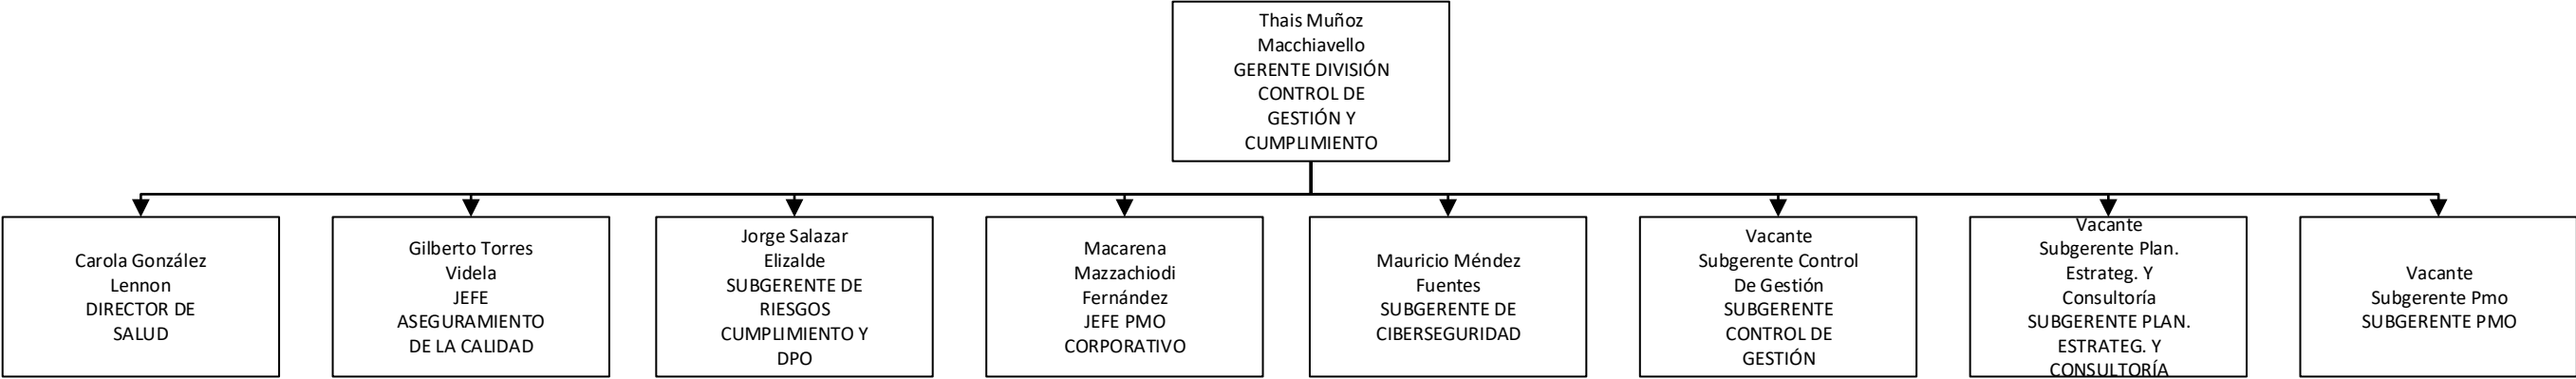 Thais Muñoz
Macchiavello
GERENTE DIVISIÓN
CONTROL DE
GESTIÓN Y
CUMPLIMIENTO
Carola González
Lennon
DIRECTOR DE
SALUD
Gilberto Torres
Videla
JEFE
ASEGURAMIENTO
DE LA CALIDAD
Jorge Salazar
Elizalde
SUBGERENTE DE
RIESGOS
CUMPLIMIENTO Y
DPO
Macarena
Mazzachiodi
Fernández
JEFE PMO
CORPORATIVO
Mauricio Méndez
Fuentes
SUBGERENTE DE
CIBERSEGURIDAD
Vacante
Subgerente Control
De Gestión
SUBGERENTE
CONTROL DE
GESTIÓN
Vacante
Subgerente Plan.
Estrateg. Y
Consultoría
SUBGERENTE PLAN.
ESTRATEG. Y
CONSULTORÍA
Vacante
Subgerente Pmo
SUBGERENTE PMO